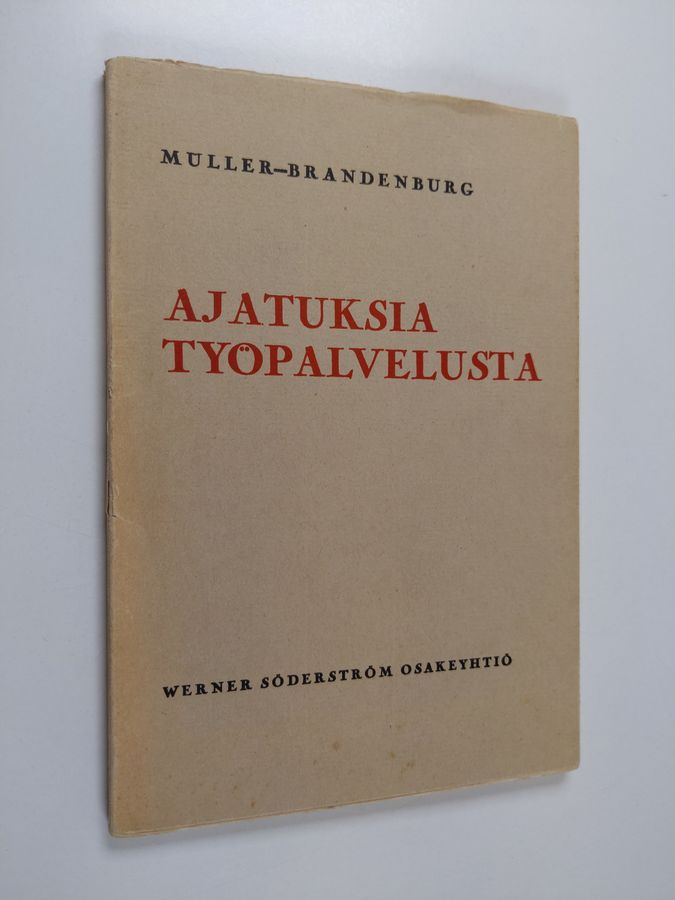 MULLER–BRANDENBURG
AJATUKSIA
TYÖPALVELUSTA
WERNER SÖDERSTRÖM OSAKEYHTIÖ